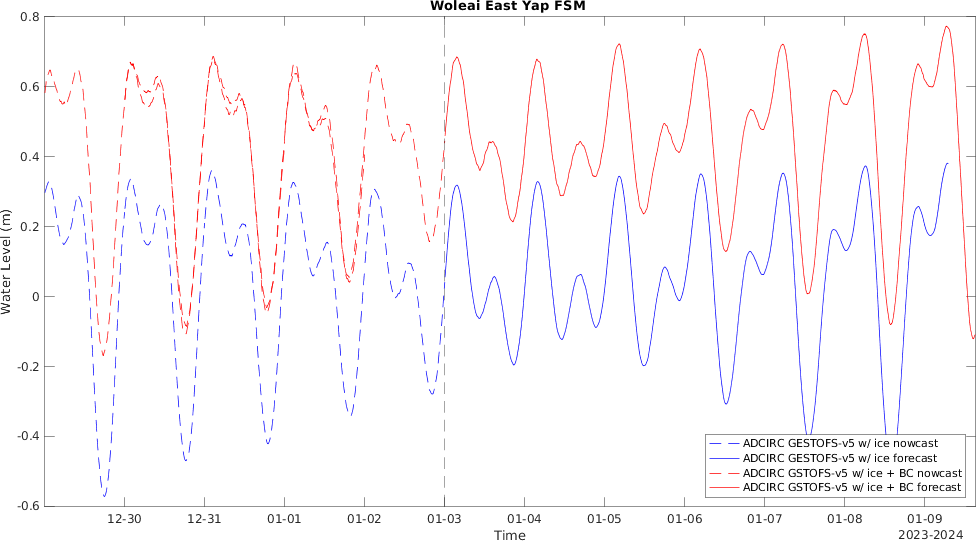 Woleai East Yap FSM
0.8
0.6
0.4
0.2
0
-0.2
-0.4
-0.6
Water Level (m)
ADCIRC GESTOFS-v5 w/ ice nowcast
ADCIRC GESTOFS-v5 w/ ice forecast
ADCIRC GSTOFS-v5 w/ ice + BC nowcast
ADCIRC GSTOFS-v5 w/ ice + BC forecast
12-30 12-31 01-01 01-02 01-03 01-04 01-05 01-06 01-07 01-08 01-09
Time
2023-2024